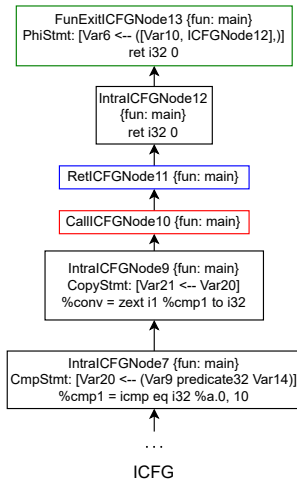 FunExitICFGNode13 {fun: main}
PhiStmt: [Var6 <-- ([Var10, ICFGNode12],)]
ret i32 0
IntraICFGNode12
{fun: main}
ret i32 0
RetICFGNode11 {fun: main}
CallICFGNode10 {fun: main}
IntraICFGNode9 {fun: main}
CopyStmt: [Var21 <-- Var20]
%conv = zext i1 %cmp1 to i32
IntraICFGNode7 {fun: main}
CmpStmt: [Var20 <-- (Var9 predicate32 Var14)]
%cmp1 = icmp eq i32 %a.0, 10
...
ICFG